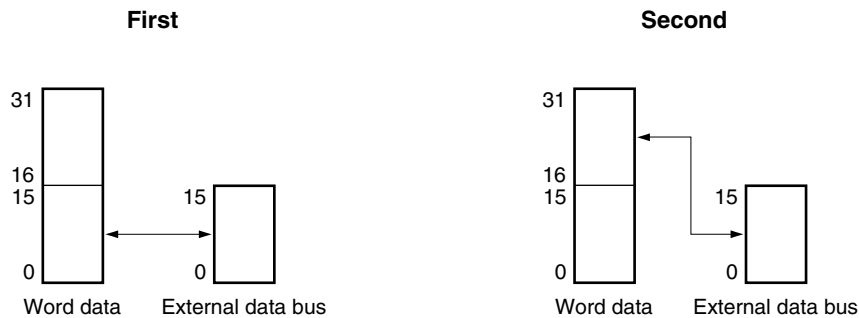 First Second
31 31
16 16
15 15 15 15
0 0 0 0
Word data External data bus Word data External data bus